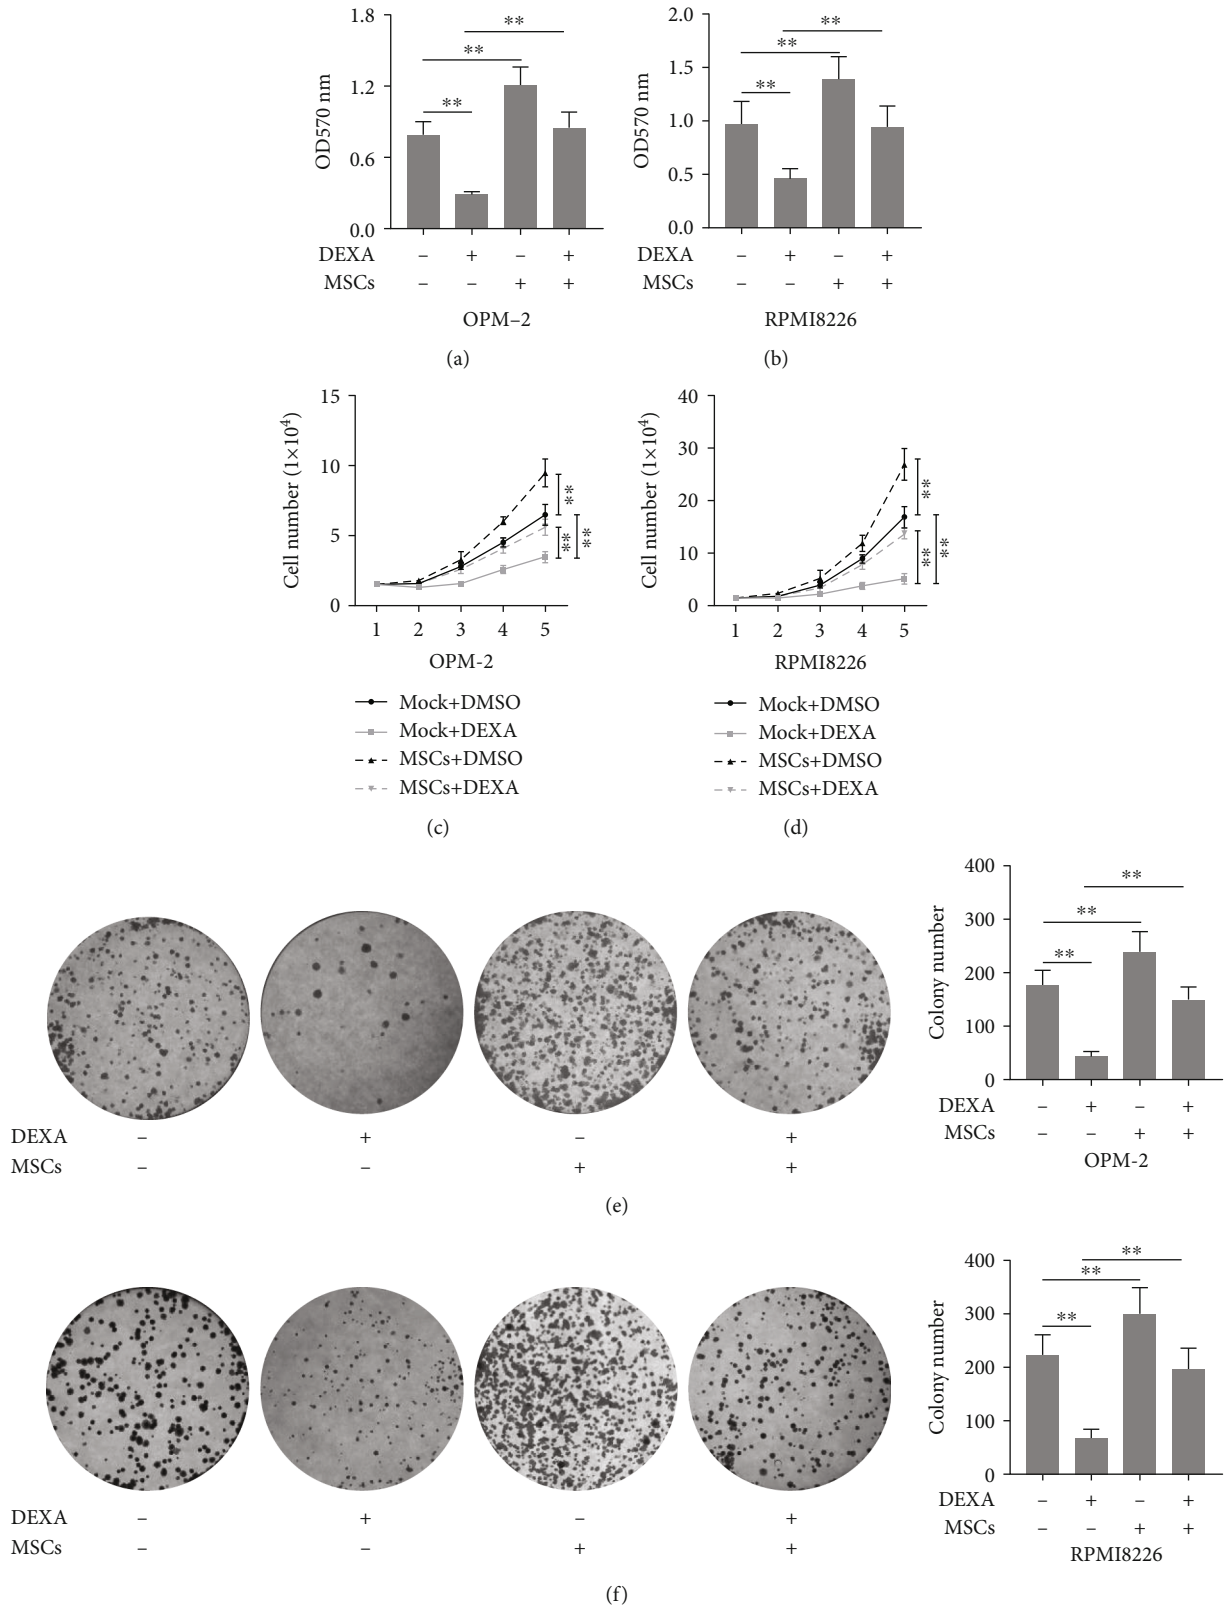 1.8
1.2
0.6
0.0
OD570 nm
** ** **
DEXA – + – +
MSCs – – + +
OPM–2
(a)
2.0
1.5
1.0
0.5
0.0
OD570 nm
** ** **
DEXA – + – +
MSCs – – + +
RPMI8226
(b)
15
10
5
0
Cell number (1×10⁴)
** ** **
1 2 3 4 5
OPM-2
Mock+DMSO
Mock+DEXA
MSCs+DMSO
MSCs+DEXA
(c)
40
30
20
10
0
Cell number (1×10⁴)
** ** **
1 2 3 4 5
RPMI8226
Mock+DMSO
Mock+DEXA
MSCs+DMSO
MSCs+DEXA
(d)
DEXA – + – +
MSCs – – + +
400
300
200
100
0
Colony number
** ** **
DEXA – + – +
MSCs – – + +
OPM-2
(e)
DEXA – + – +
MSCs – – + +
400
300
200
100
0
Colony number
** ** **
DEXA – + – +
MSCs – – + +
RPMI8226
(f)